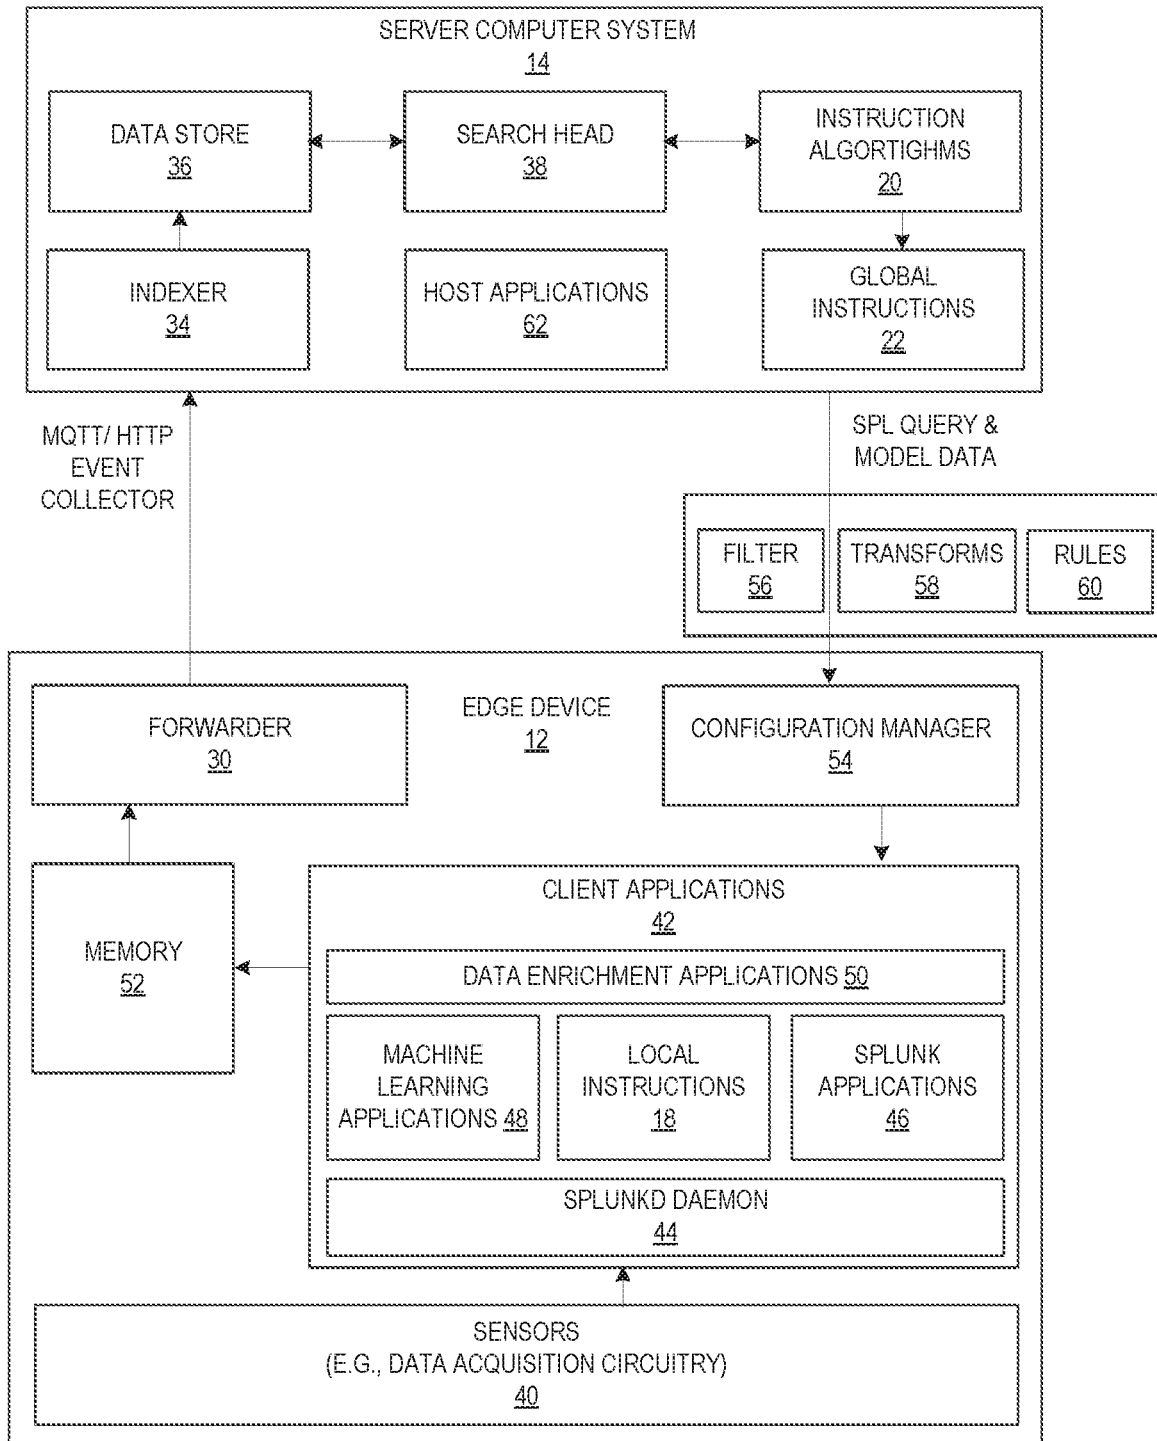 SERVER COMPUTER SYSTEM
14
DATA STORE
36
SEARCH HEAD
38
INSTRUCTION
ALGORTIGHMS
20
INDEXER
34
HOST APPLICATIONS
62
GLOBAL
INSTRUCTIONS
22
MQTT/ HTTP
EVENT
COLLECTOR
SPL QUERY &
MODEL DATA
FILTER
56
TRANSFORMS
58
RULES
60
FORWARDER
30
EDGE DEVICE
12
CONFIGURATION MANAGER
54
MEMORY
52
CLIENT APPLICATIONS
42
DATA ENRICHMENT APPLICATIONS 50
MACHINE
LEARNING
APPLICATIONS 48
LOCAL
INSTRUCTIONS
18
SPLUNK
APPLICATIONS
46
SPLUNKD DAEMON
44
SENSORS
(E.G., DATA ACQUISITION CIRCUITRY)
40